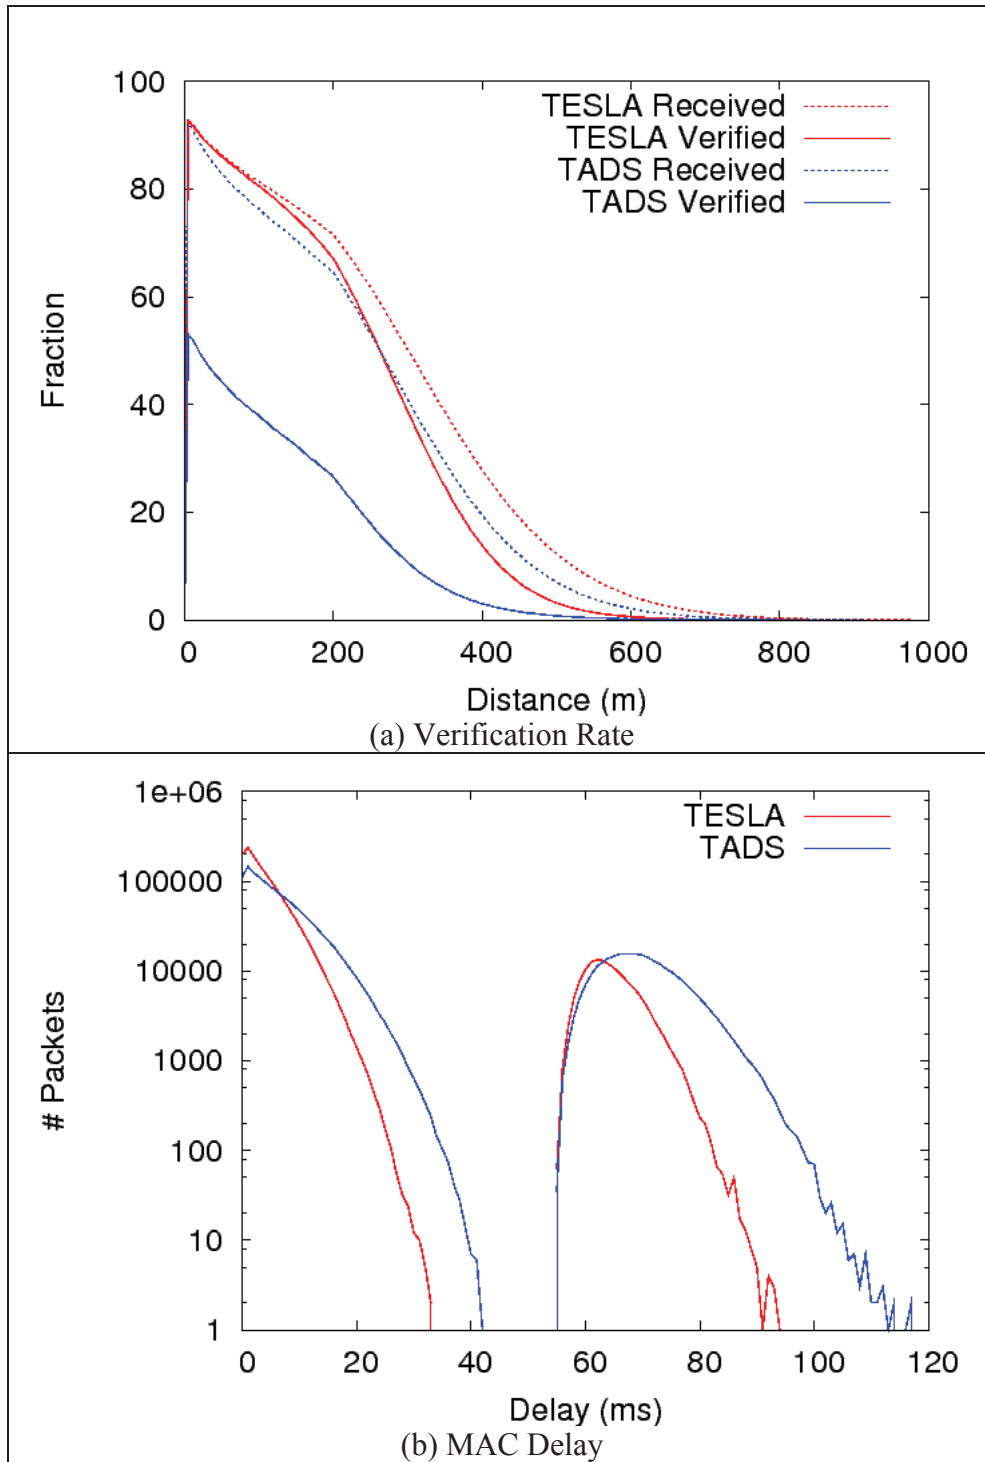 100
80
60
40
20
0
Fraction
TESLA Received
TESLA Verified
TADS Received
TADS Verified
0 200 400 600 800 1000
Distance (m)
(a) Verification Rate
1e+06
100000
10000
1000
100
10
1
# Packets
TESLA
TADS
0 20 40 60 80 100 120
Delay (ms)
(b) MAC Delay